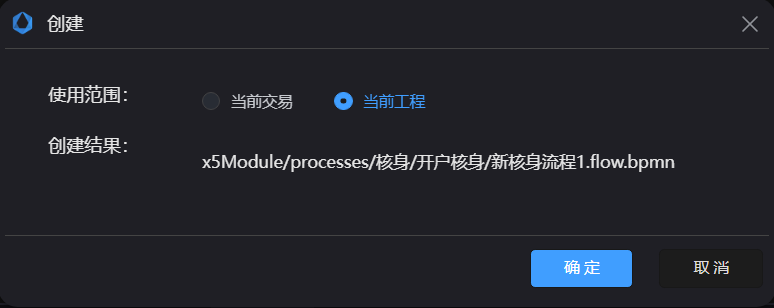 创建
使用范围：
当前交易 当前工程
创建结果：
x5Module/processes/核身/开户核身/新核身流程1.flow.bpmn
确 定 取 消